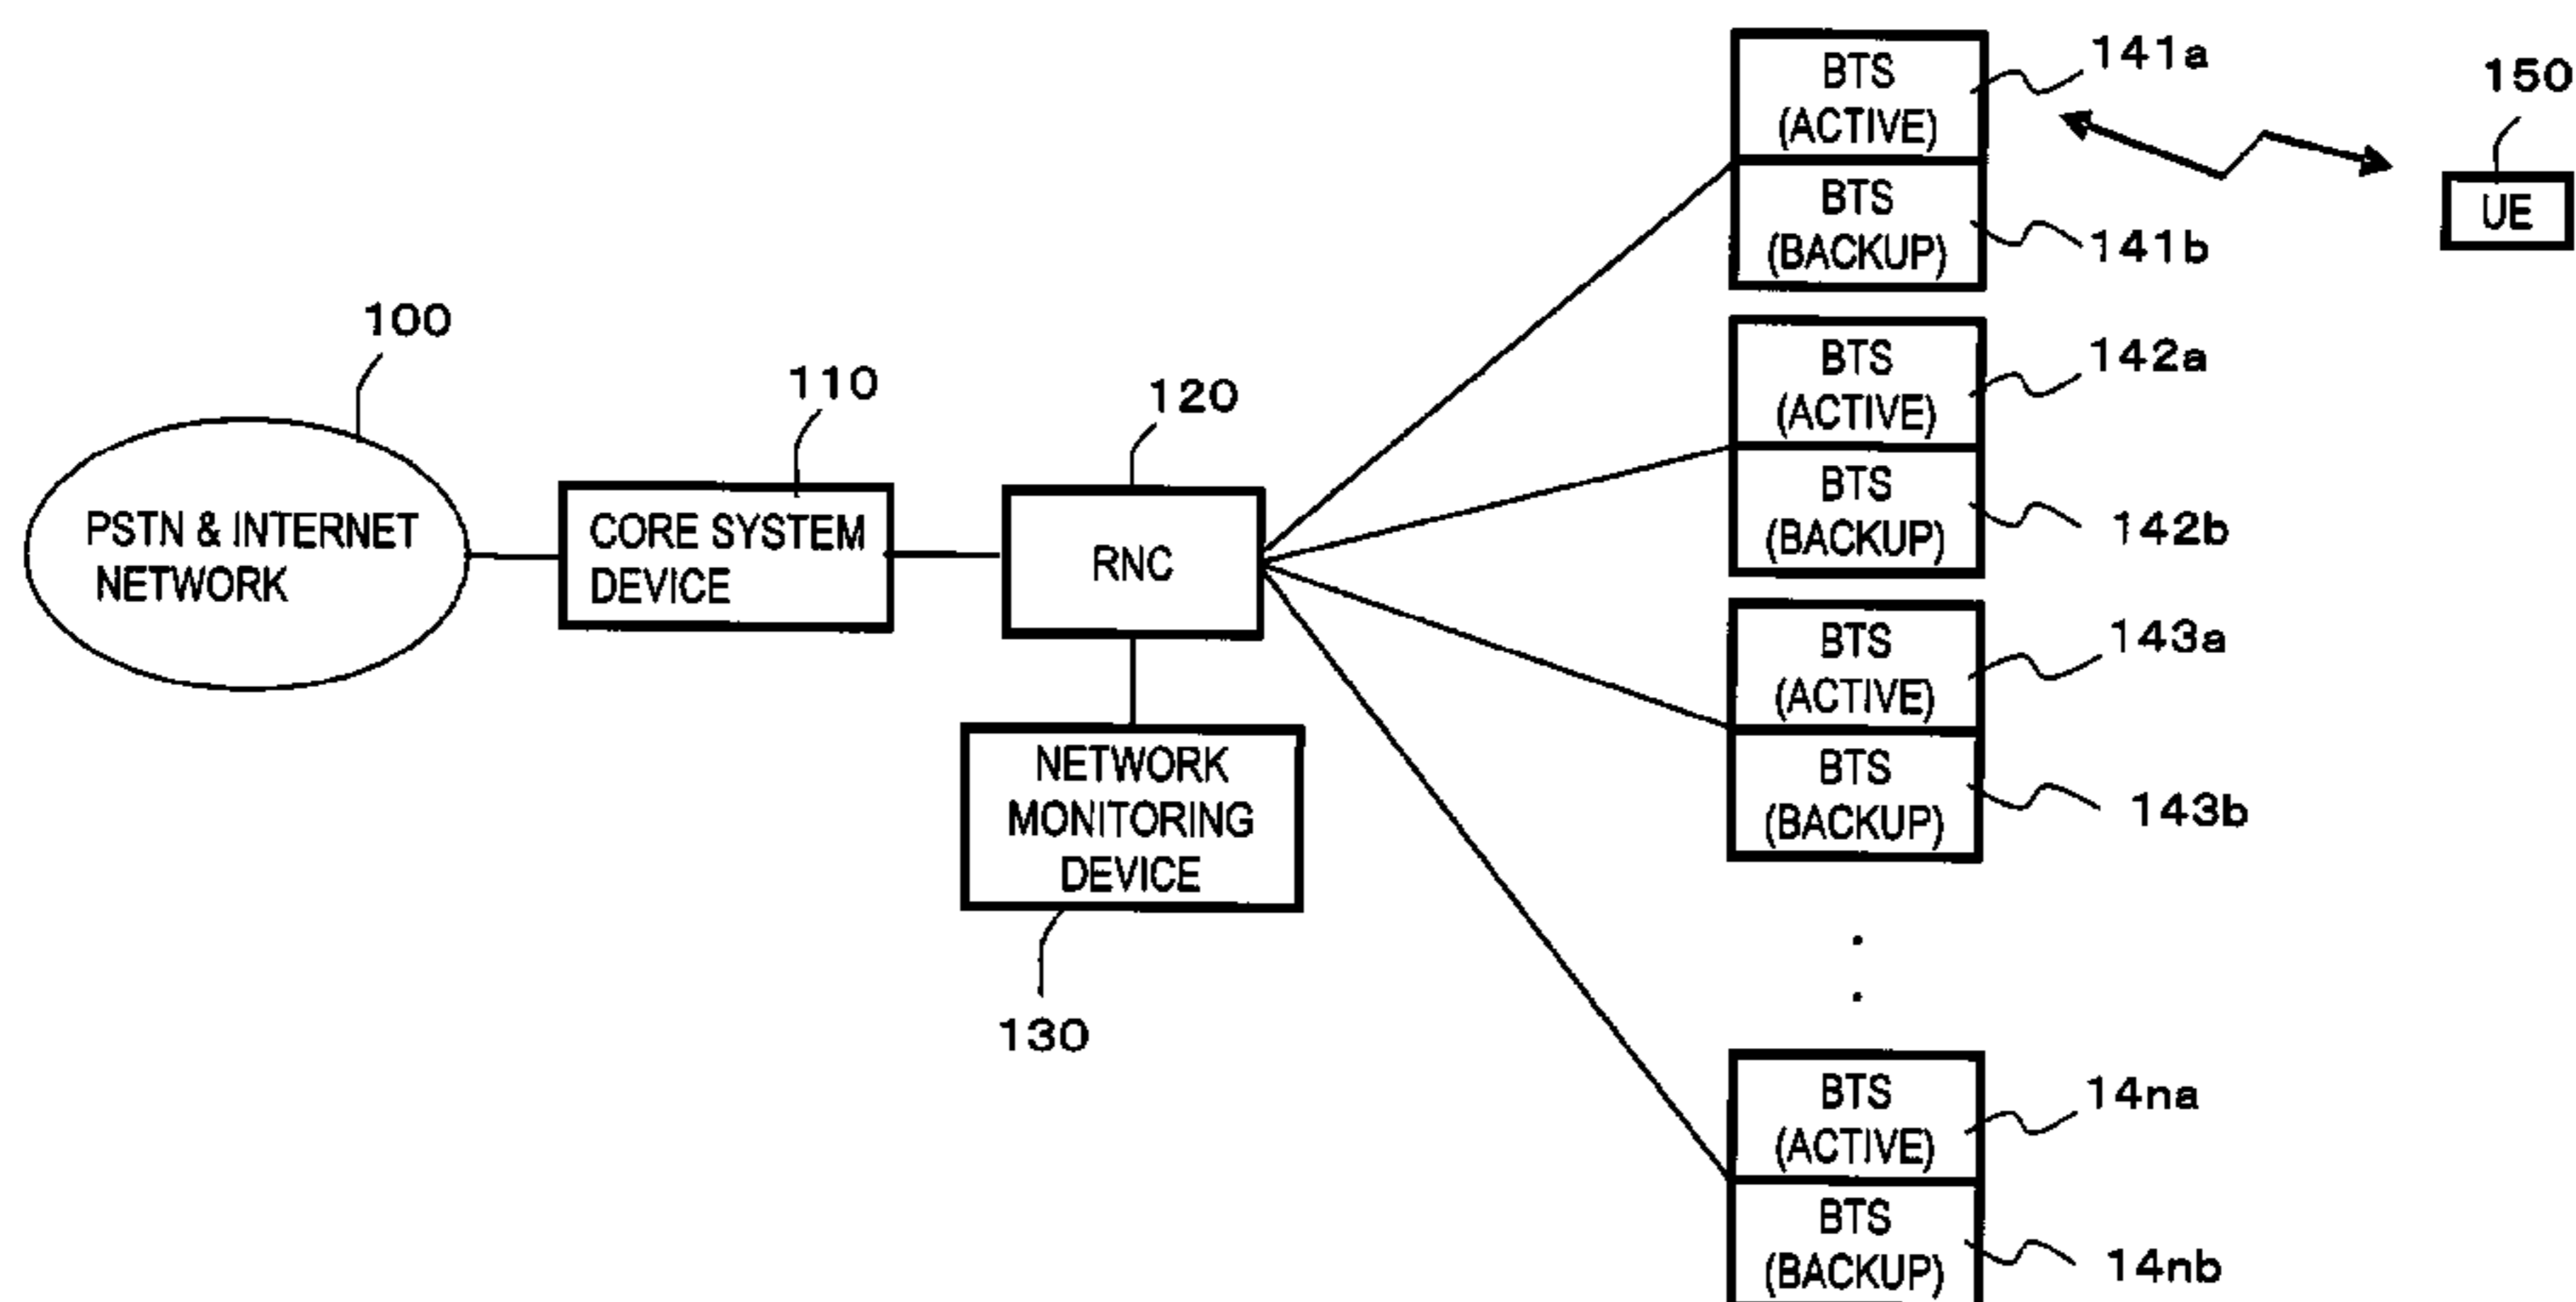 100
PSTN & INTERNET
NETWORK
110
CORE SYSTEM
DEVICE
120
RNC
NETWORK
MONITORING
DEVICE
130
BTS
(ACTIVE)
141a
BTS
(BACKUP)
141b
150
UE
BTS
(ACTIVE)
142a
BTS
(BACKUP)
142b
BTS
(ACTIVE)
143a
BTS
(BACKUP)
143b
BTS
(ACTIVE)
14na
BTS
(BACKUP)
14nb